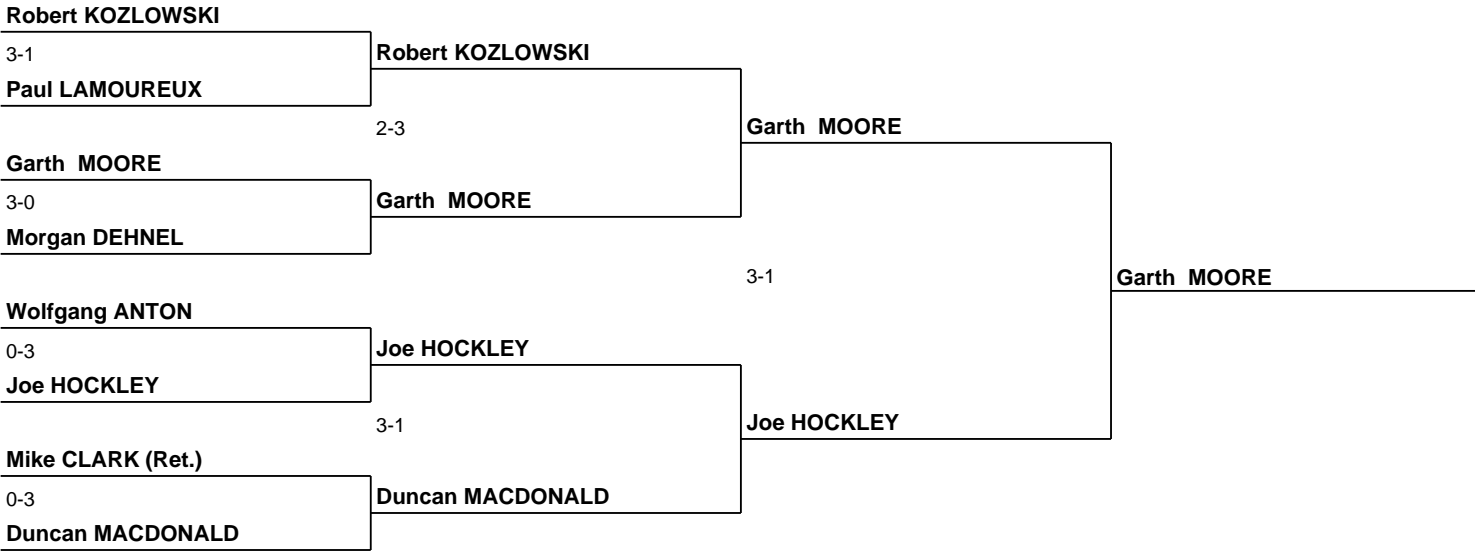 Robert KOZLOWSKI
3-1
Robert KOZLOWSKI
Paul LAMOUREUX
2-3
Garth  MOORE
Garth  MOORE
3-0
Garth  MOORE
Morgan DEHNEL
3-1
Garth  MOORE
Wolfgang ANTON
0-3
Joe HOCKLEY
Joe HOCKLEY
3-1
Joe HOCKLEY
Mike CLARK (Ret.)
0-3
Duncan MACDONALD
Duncan MACDONALD